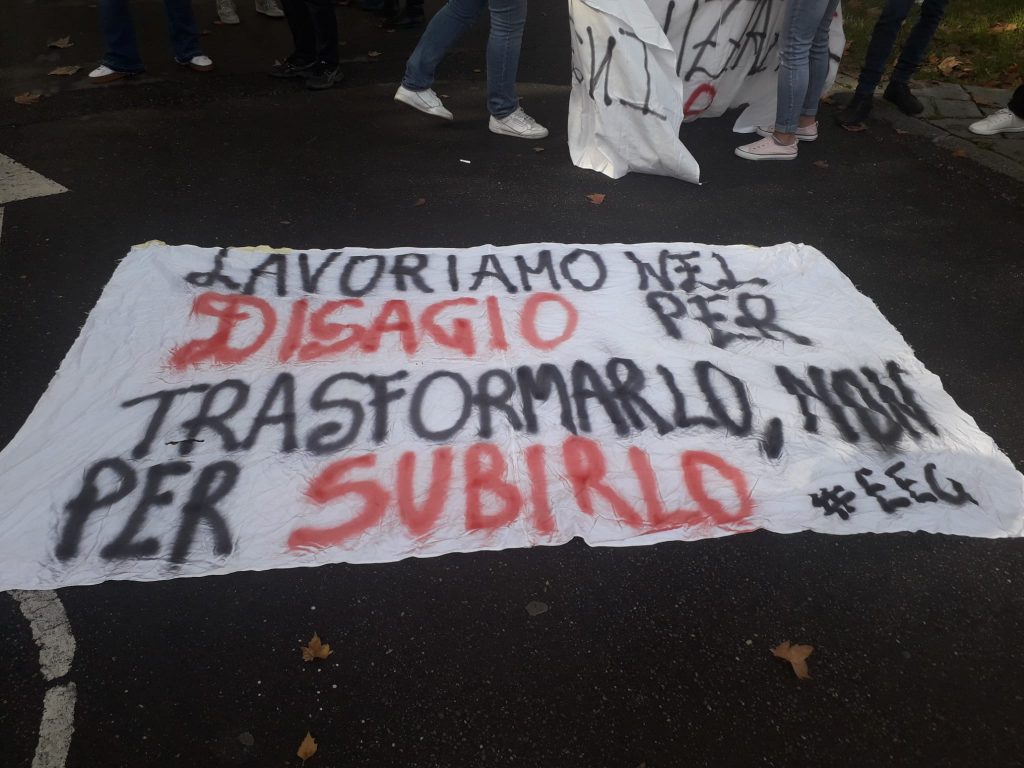 LAVORIAMO NEL
DISAGIO PER
TRASFORMARLO, NON
PER SUBIRLO #EEG